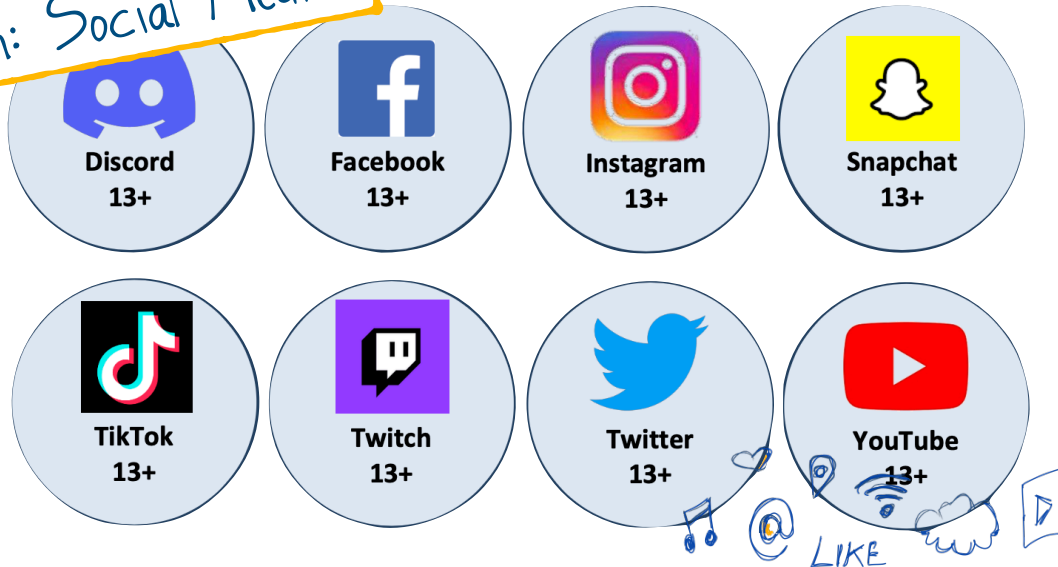 Social
Discord
13+
Facebook
13+
Instagram
13+
Snapchat
13+
TikTok
13+
Twitch
13+
Twitter
13+
YouTube
13+
@
LIKE